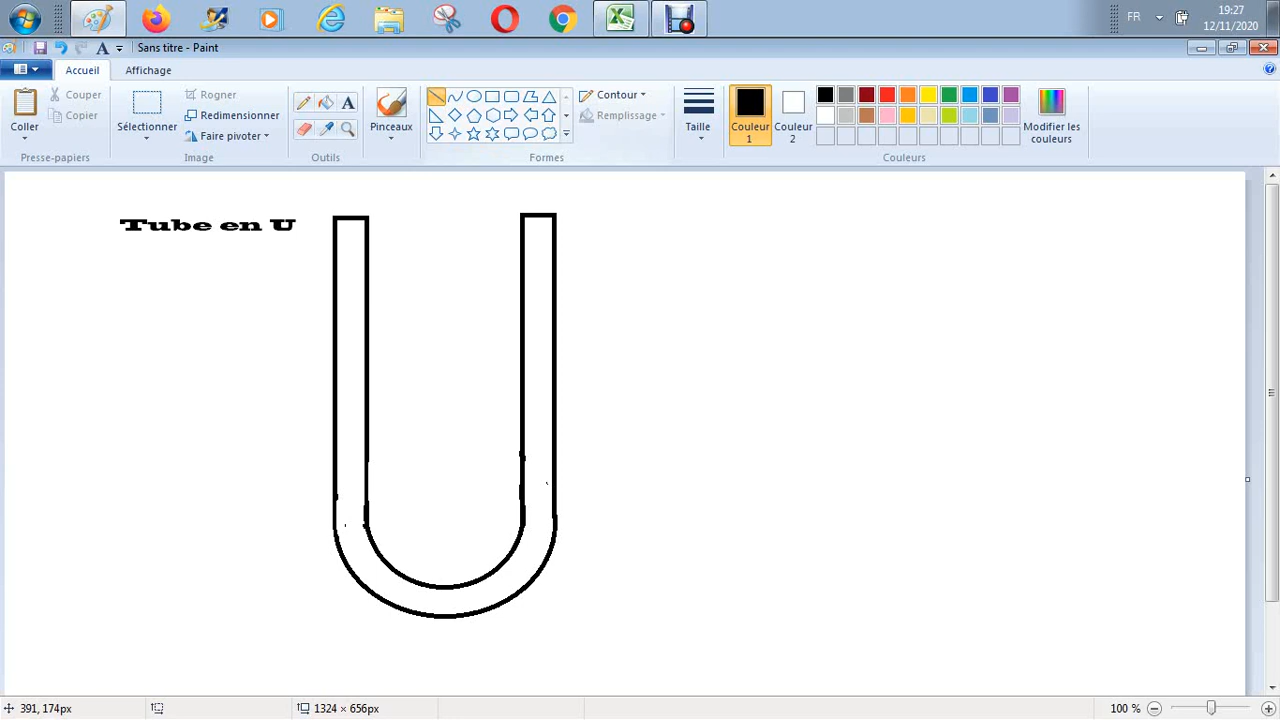 FR
19:27
12/11/2020
Sans titre - Paint
Accueil
Affichage
Coller
Couper
Copier
Presse-papiers
Sélectionner
Rogner
Redimensionner
Faire pivoter
Image
Outils
Pinceaux
Contour
Remplissage
Formes
Taille
Couleur
1
Couleur
2
Modifier les
couleurs
Couleurs
Tube en U
391, 174px
1324 × 656px
100 %